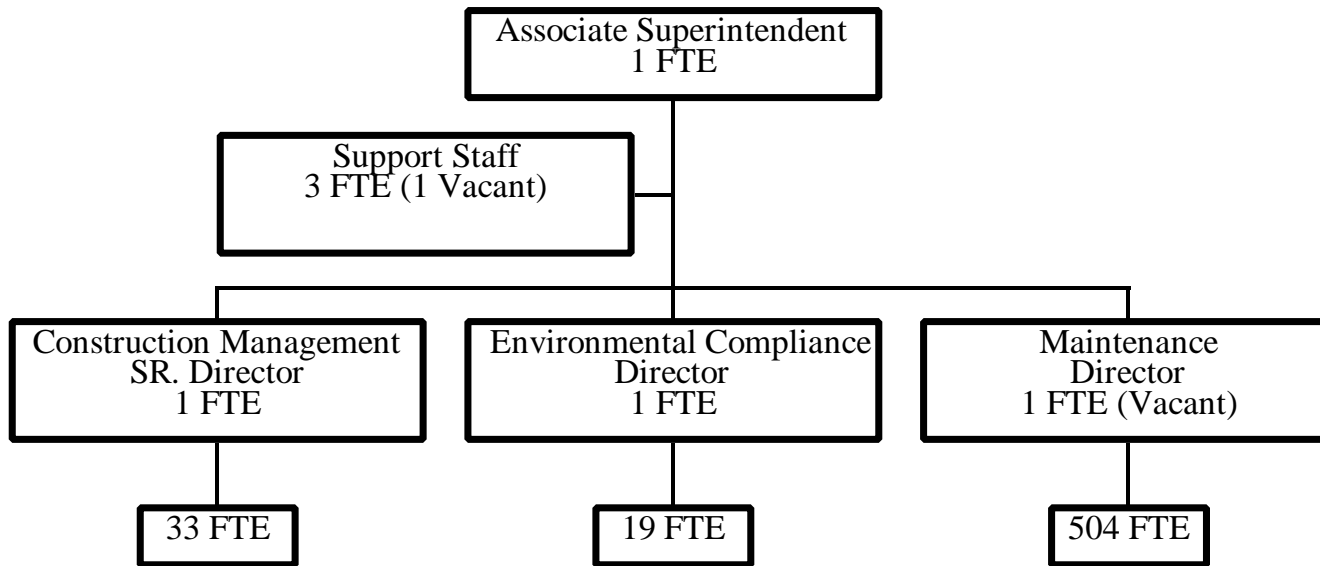 Associate Superintendent
1 FTE
Support Staff
3 FTE (1 Vacant)
Construction Management
SR. Director
1 FTE
Environmental Compliance
Director
1 FTE
Maintenance
Director
1 FTE (Vacant)
33 FTE
19 FTE
504 FTE